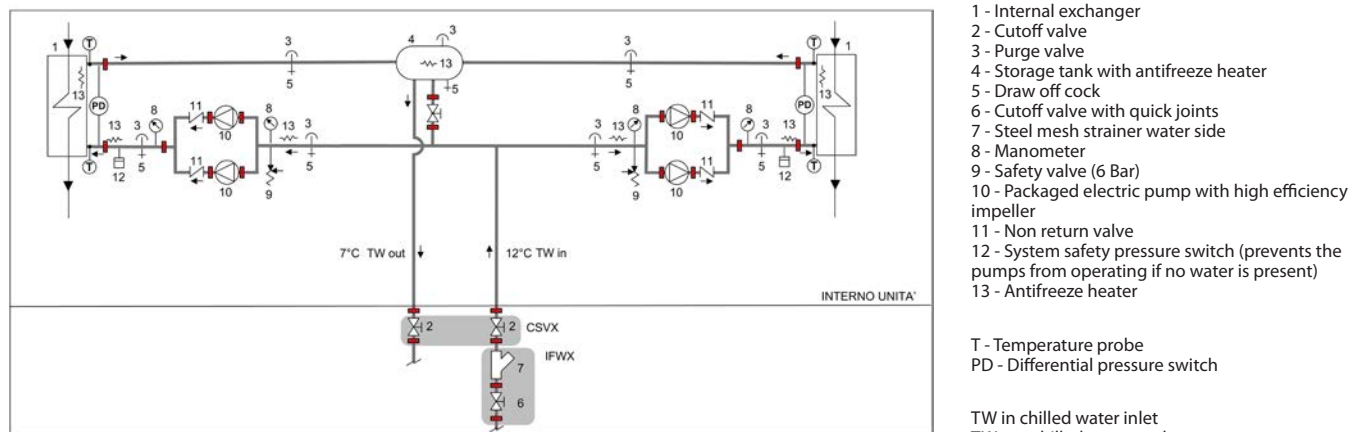 1
T
3
4
3
3
T
1
13
5
13
5
5
13
PD
PD
8
11
8
11
8
13
3
10
13
3
3
13
10
8
3
13
12
5
11
5
5
11
5
12
10
9
9
10
T
T
7°C TW out
12°C TW in
INTERNO UNITA'
2
2
CSVX
IFWX
7
6
1 - Internal exchanger
2 - Cutoff valve
3 - Purge valve
4 - Storage tank with antifreeze heater
5 - Draw off cock
6 - Cutoff valve with quick joints
7 - Steel mesh strainer water side
8 - Manometer
9 - Safety valve (6 Bar)
10 - Packaged electric pump with high efficiency
impeller
11 - Non return valve
12 - System safety pressure switch (prevents the
pumps from operating if no water is present)
13 - Antifreeze heater
T - Temperature probe
PD - Differential pressure switch
TW in chilled water inlet